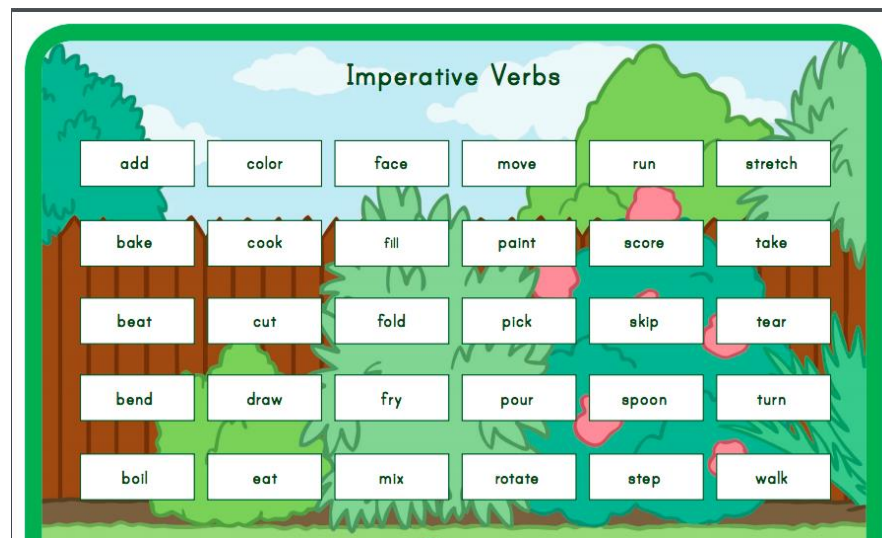 Imperative Verbs
add color face move run stretch
bake cook fill paint score take
beat cut fold pick skip tear
bend draw fry pour spoon turn
boil eat mix rotate step walk